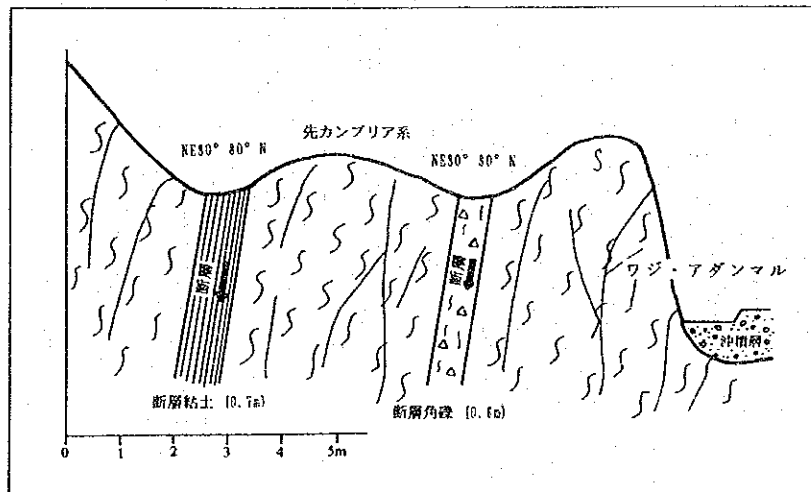 先カンブリア系
NE80° 80° N
NE80° 80° N
断層
断層
ワジ・アダンマル
沖積層
断層粘土 (0.7m)
断層角礫 (0.6m)
0 1 2 3 4 5m